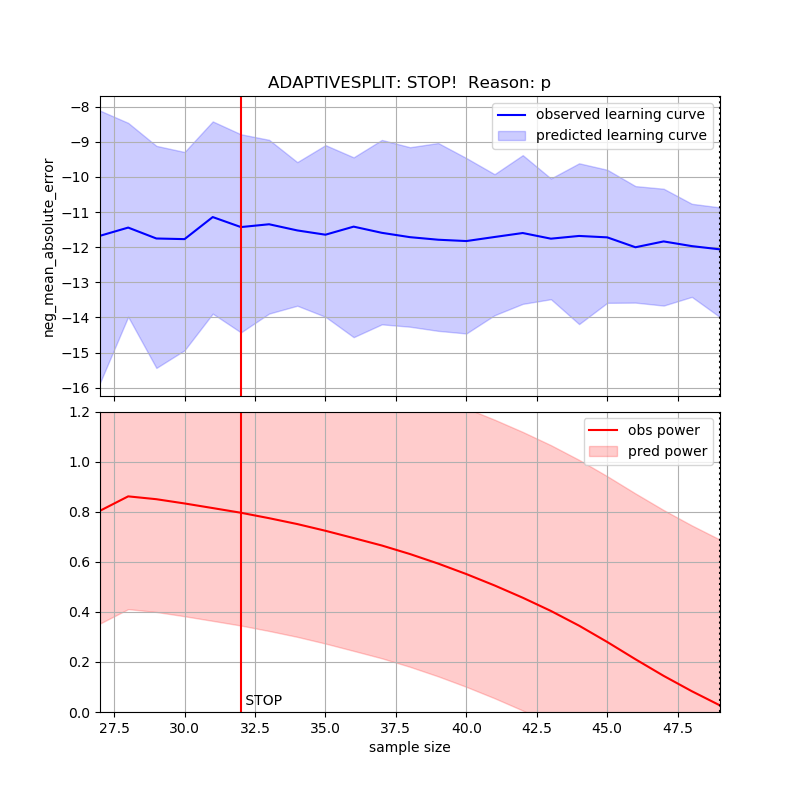 ADAPTIVESPLIT: STOP!  Reason: p
−8
−9
−10
−11
−12
−13
−14
−15
−16
neg_mean_absolute_error
observed learning curve
predicted learning curve
1.2
1.0
0.8
0.6
0.4
0.2
0.0
obs power
pred power
STOP
27.5 30.0 32.5 35.0 37.5 40.0 42.5 45.0 47.5
sample size